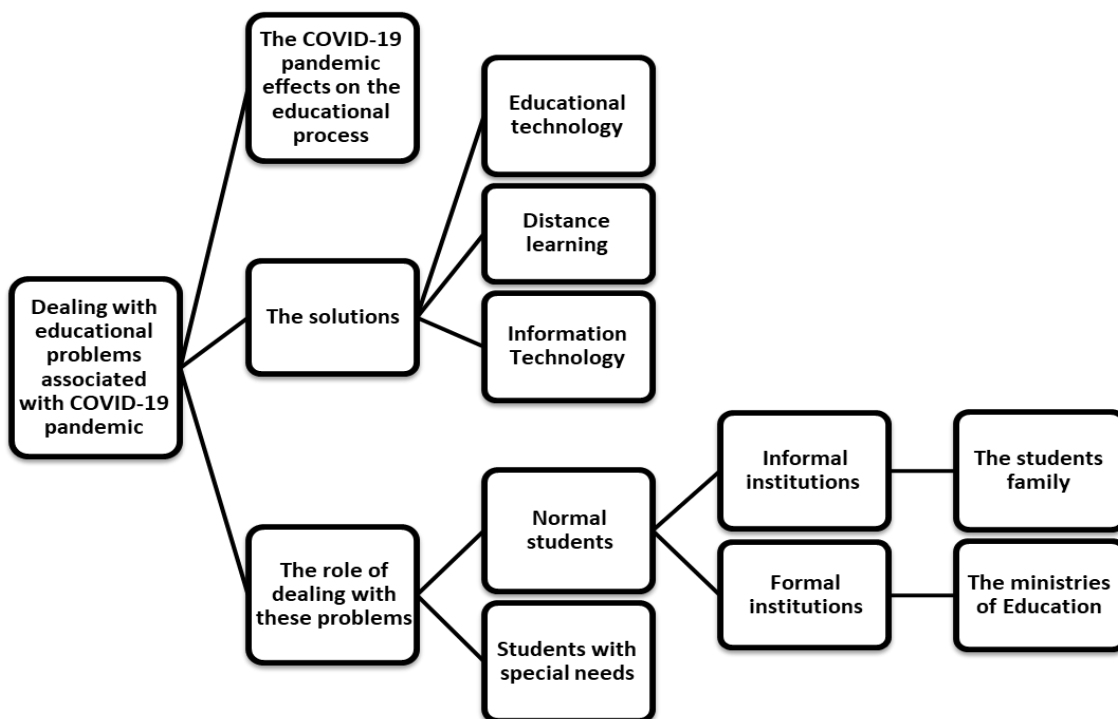 The COVID-19
pandemic
effects on the
educational
process
Educational
technology
Distance
learning
The solutions
Information
Technology
Dealing with
educational
problems
associated
with COVID-19
pandemic
Informal
institutions
The students
family
Normal
students
The role of
dealing with
these problems
Formal
institutions
The ministries
of Education
Students with
special needs